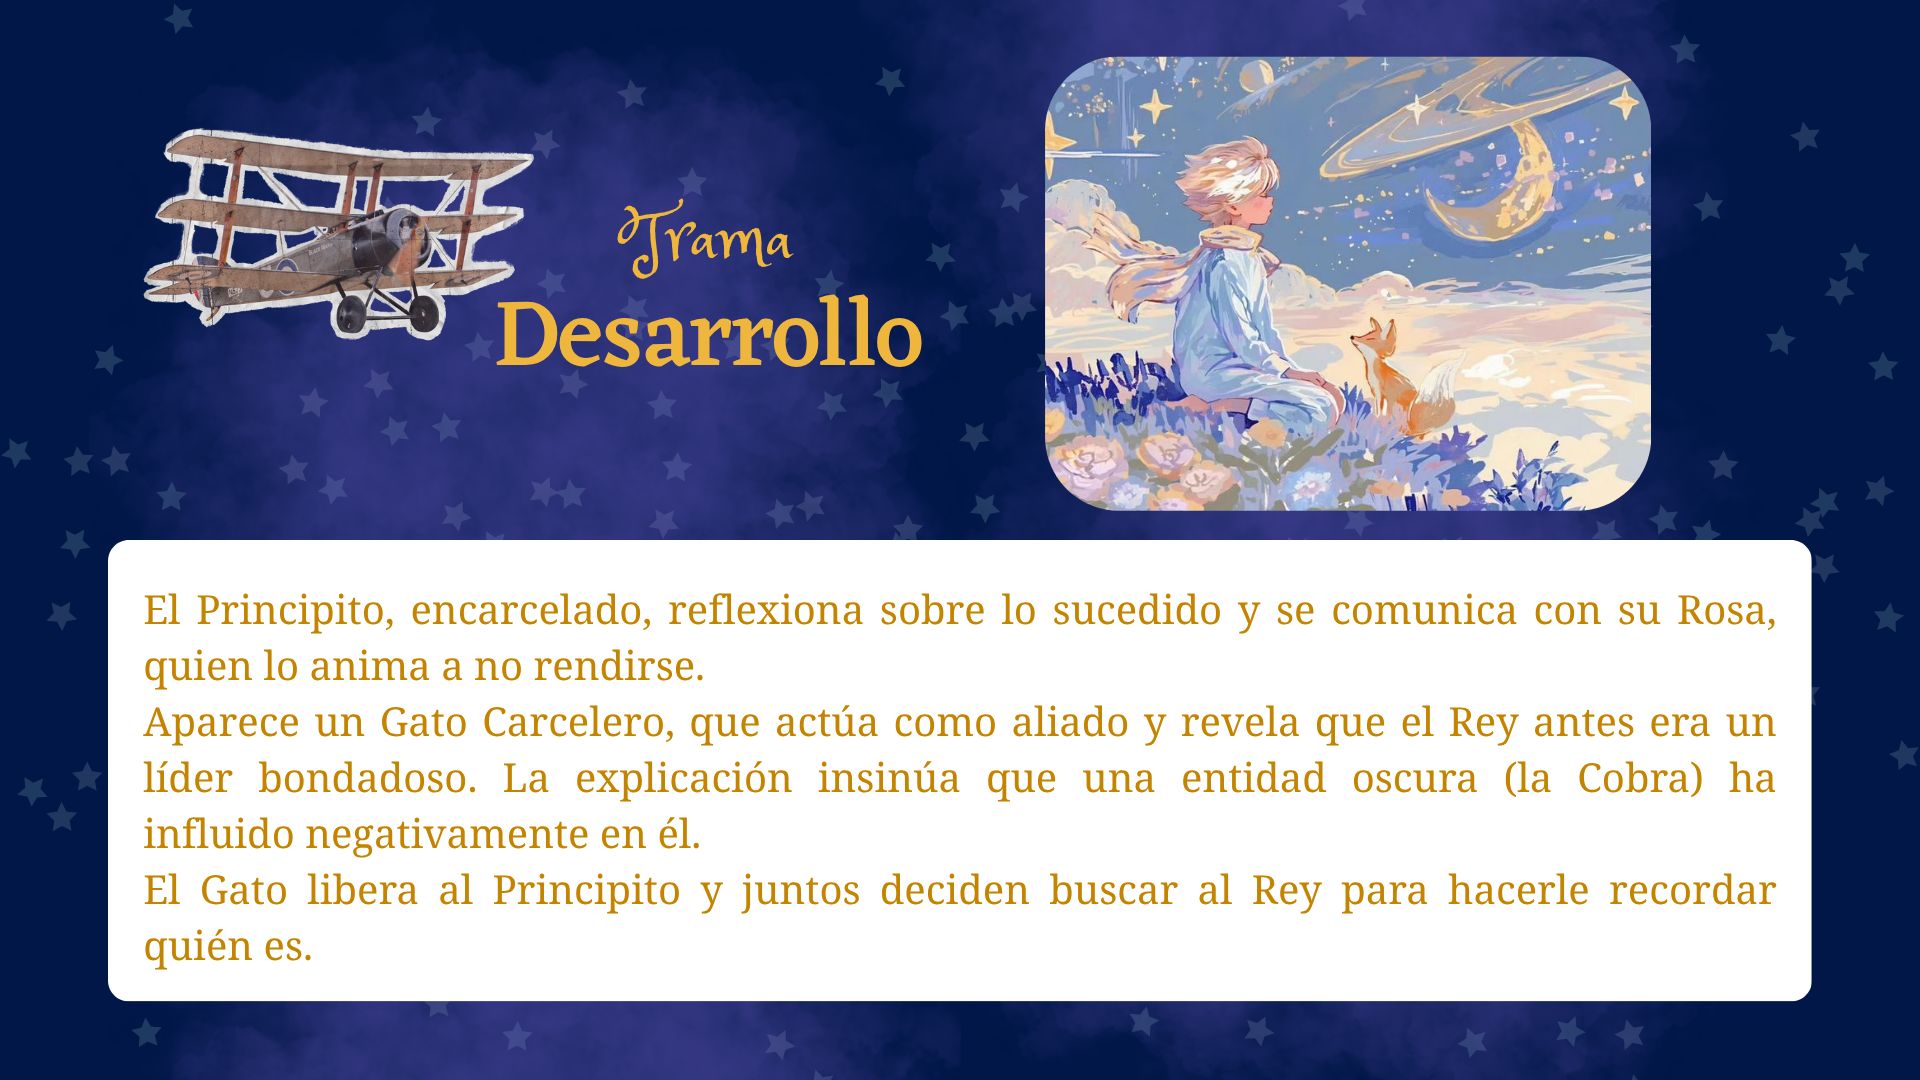 Trama
Desarrollo
El Principito, encarcelado, reflexiona sobre lo sucedido y se comunica con su Rosa,
quien lo anima a no rendirse.
Aparece un Gato Carcelero, que actúa como aliado y revela que el Rey antes era un
líder bondadoso. La explicación insinúa que una entidad oscura (la Cobra) ha
influido negativamente en él.
El Gato libera al Principito y juntos deciden buscar al Rey para hacerle recordar
quién es.